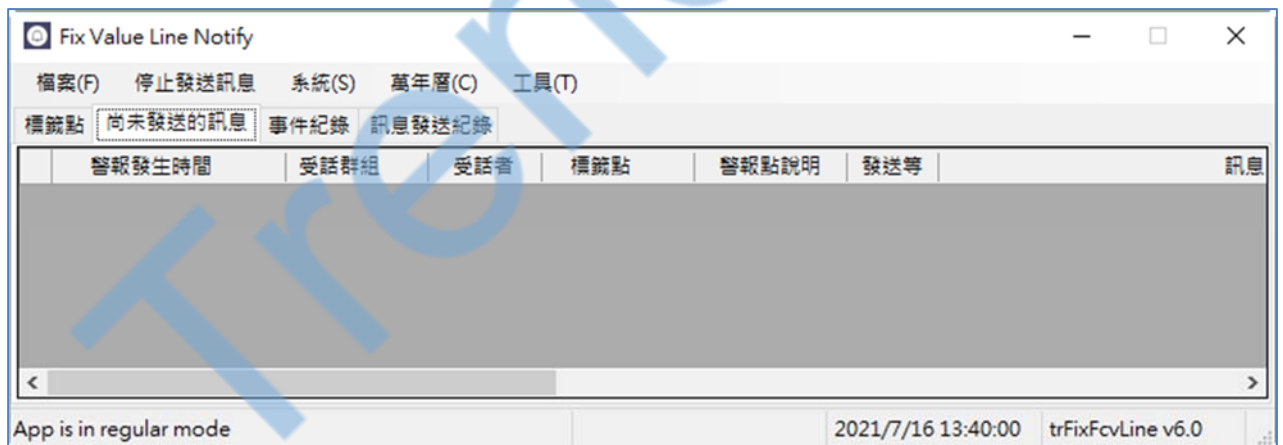 Fix Value Line Notify
檔案(F) 停止發送訊息 系統(S) 萬年曆(C) 工具(T)
標籤點 尚未發送的訊息 事件紀錄 訊息發送紀錄
警報發生時間 受話群組 受話者 標籤點 警報點說明 發送等 訊息
App is in regular mode 2021/7/16 13:40:00 trFixFcvLine v6.0
Tren